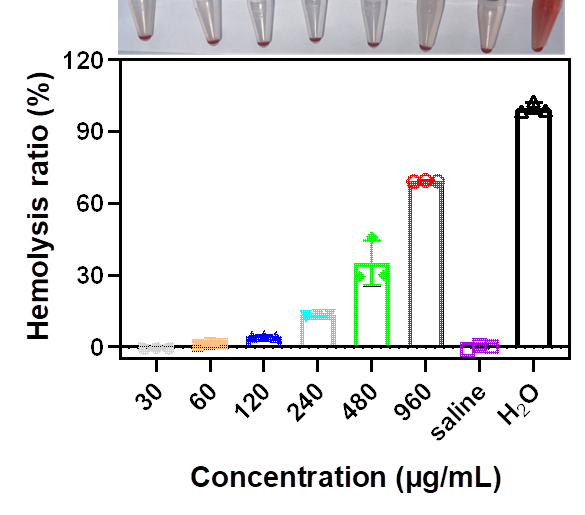 Hemolysis ratio (%)
120
90
60
30
0
30
60
120
240
480
960
saline
H₂O
Concentration (µg/mL)